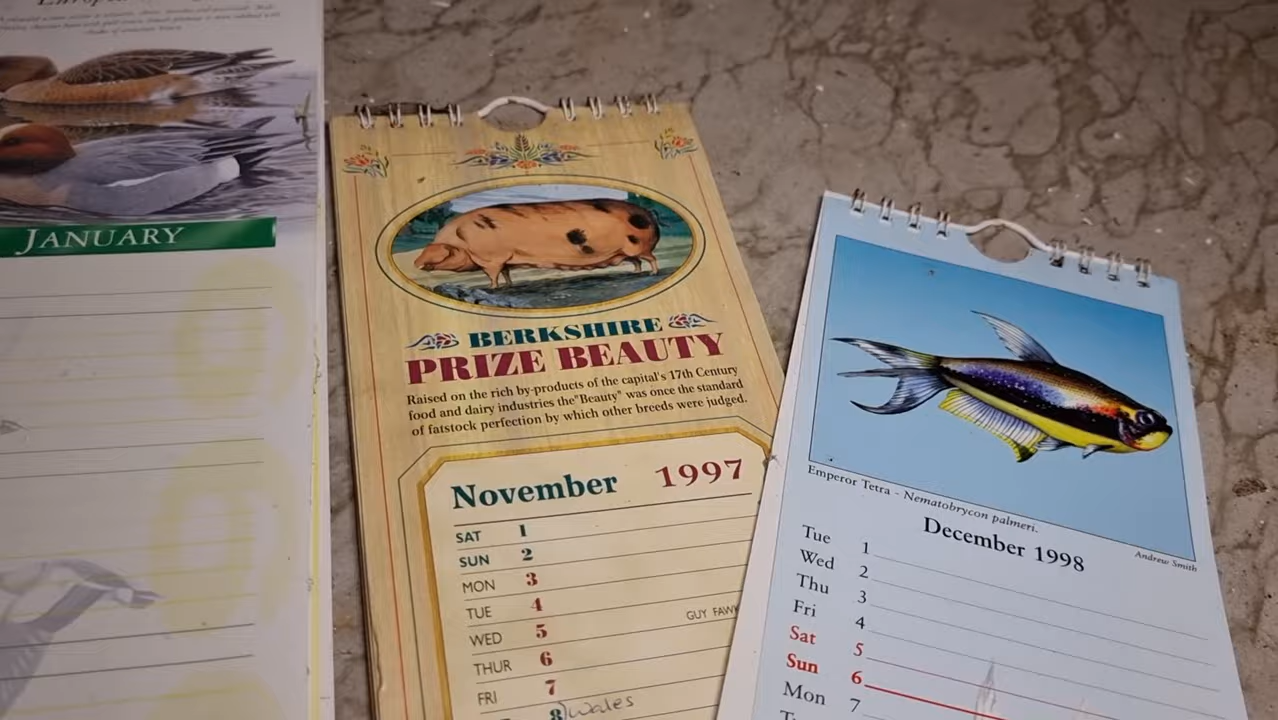 JANUARY
BERKSHIRE
PRIZE BEAUTY
Raised on the rich by-products of the capital's 17th Century
food and dairy industries the "Beauty" was once the standard
of fatstock perfection by which other breeds were judged.
November 1997
SAT 1
SUN 2
MON 3
TUE 4
WED 5 GUY FAWK
THUR 6
FRI 7
8 Wales
Emperor Tetra - Nematobrycon palmeri.
Andrew Smith
December 1998
Tue 1
Wed 2
Thu 3
Fri 4
Sat 5
Sun 6
Mon 7